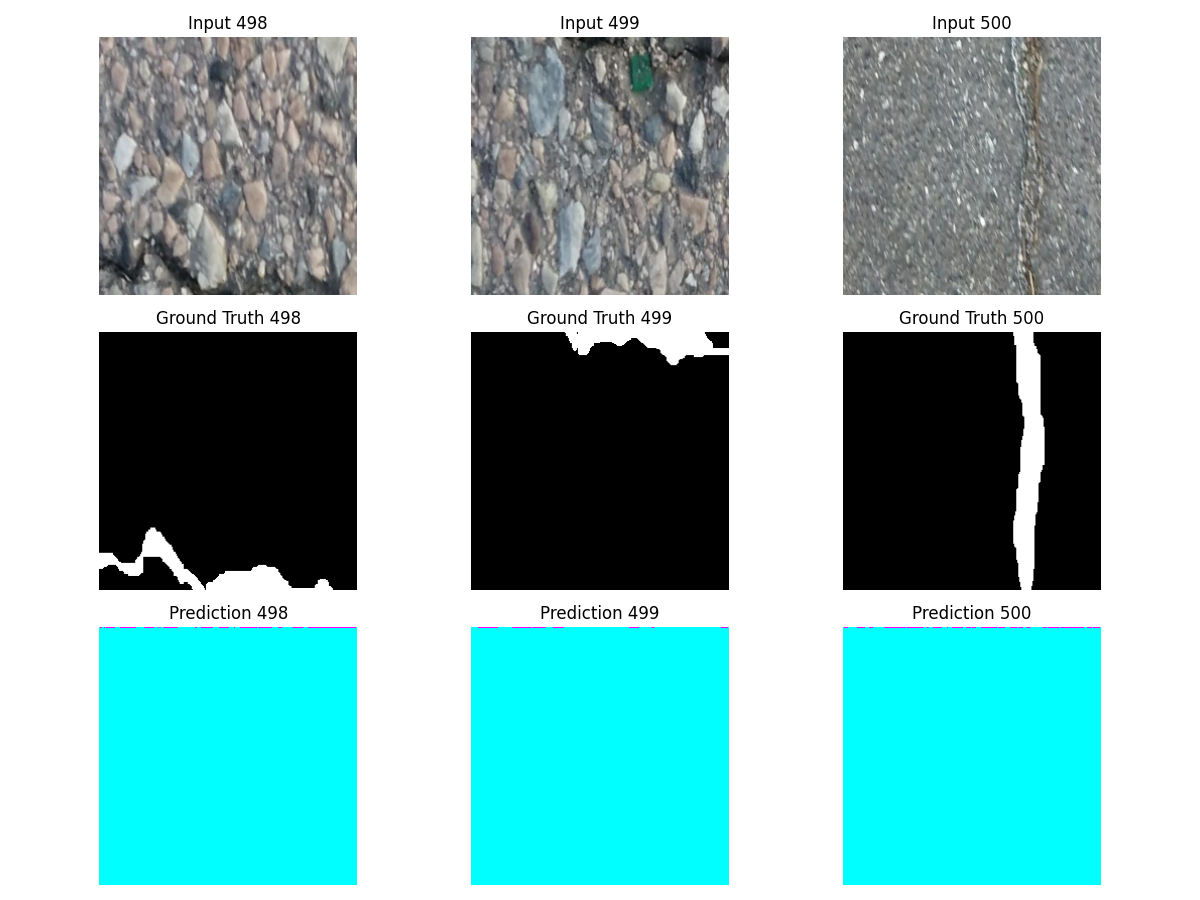 Input 498
Input 499
Input 500
Ground Truth 498
Ground Truth 499
Ground Truth 500
Prediction 498
Prediction 499
Prediction 500